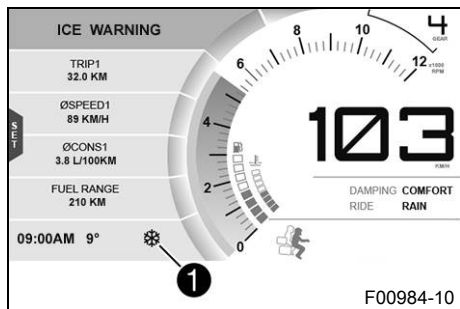 ICE WARNING
TRIP1
32.0 KM
ØSPEED1
89 KM/H
ØCONS1
3.8 L/100KM
FUEL RANGE
210 KM
09:00AM 9°
SET
1
0
2
4
6
8
10
12 x1000
RPM
4
GEAR
103
KM/H
DAMPING COMFORT
RIDE RAIN
F00984-10